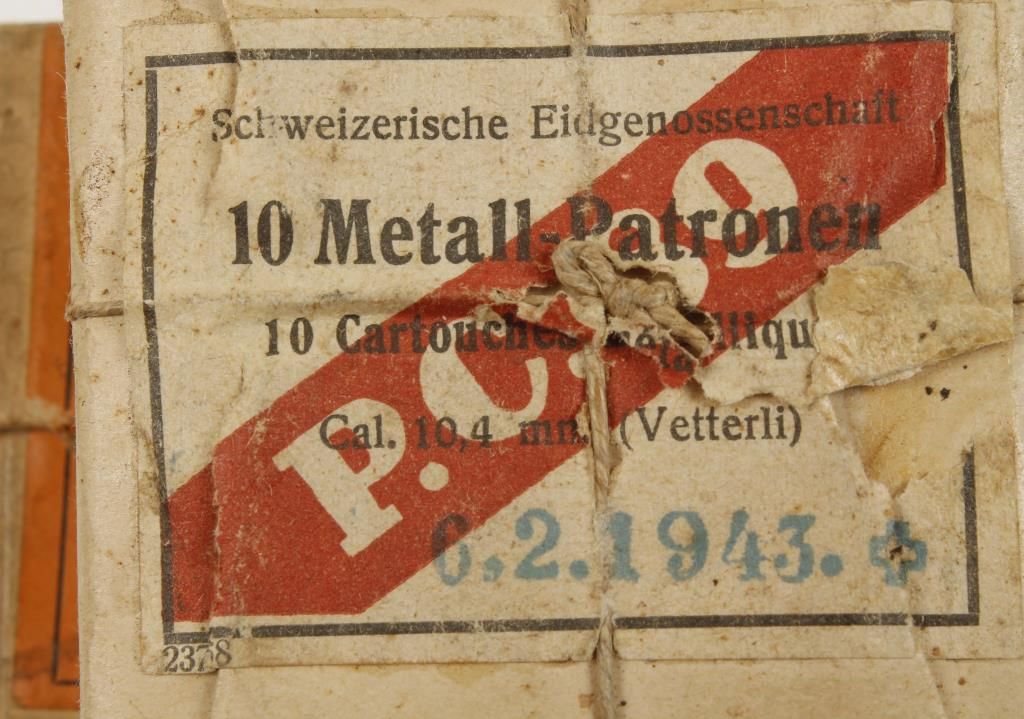 Schweizerische Eidgenossenschaft
10 Metall-Patronen
10 Cartouches
Cal. 10,4 mm. (Vetterli)
P.C.
6.2.1943.
2378